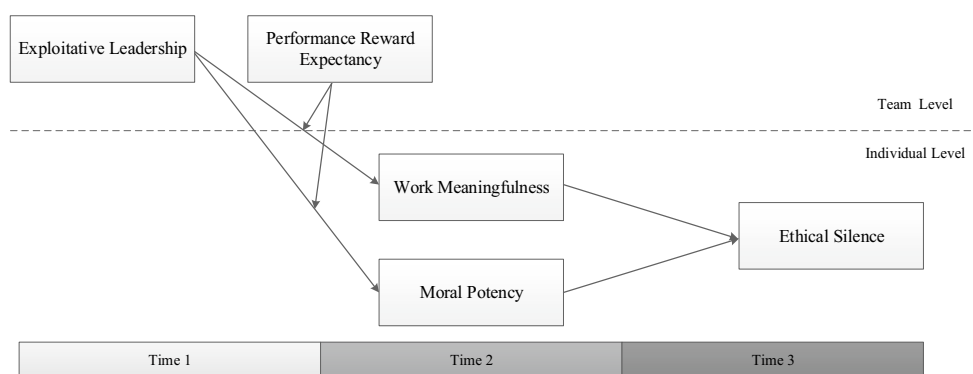 Exploitative Leadership
Performance Reward
Expectancy
Team Level
Individual Level
Work Meaningfulness
Ethical Silence
Moral Potency
Time 1
Time 2
Time 3